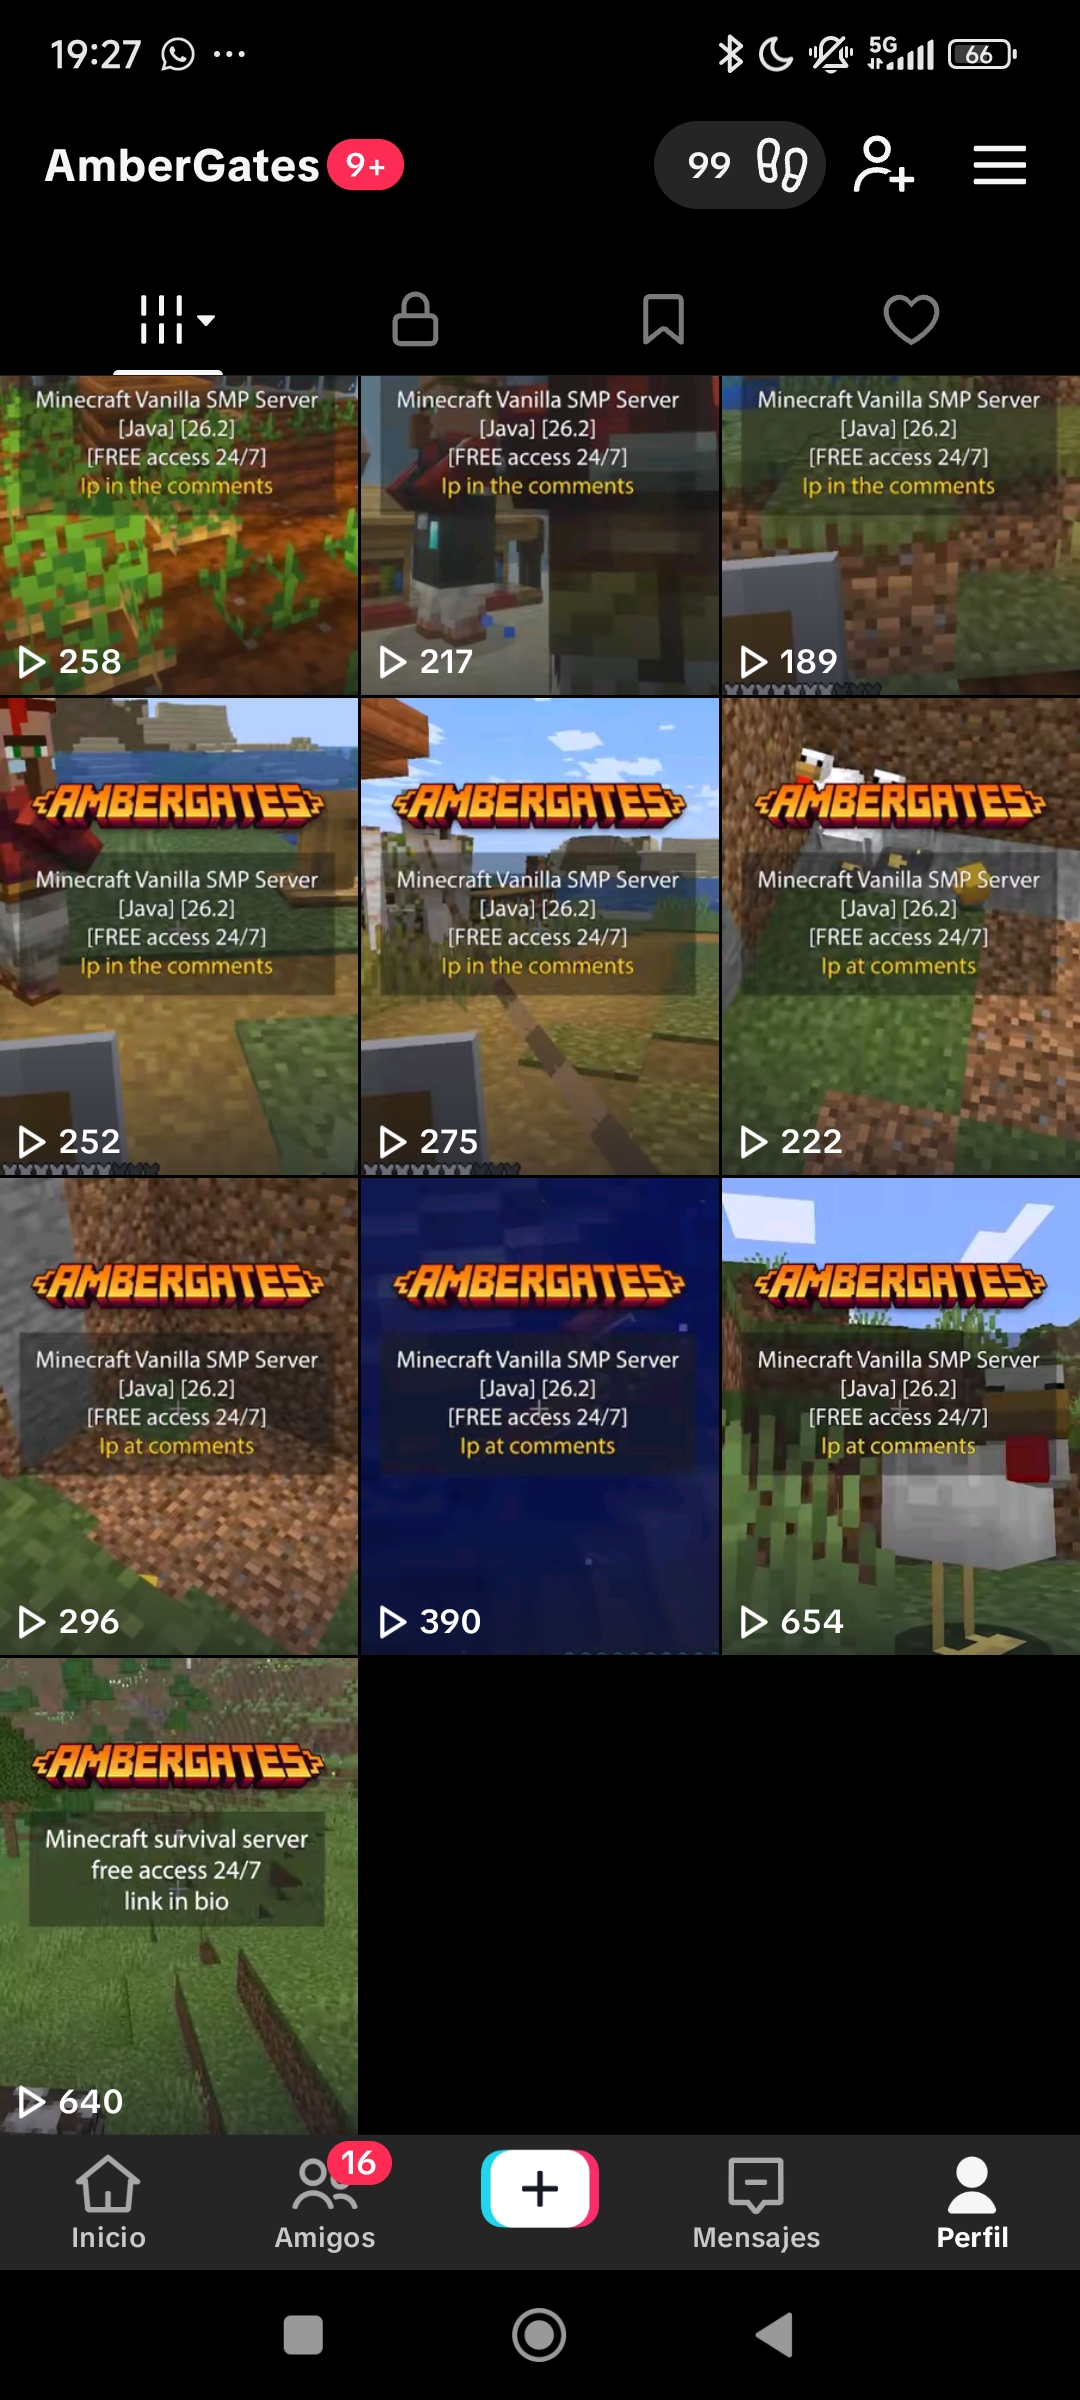 19:27
5G
66
AmberGates 9+
99
Minecraft Vanilla SMP Server
[Java] [26.2]
[FREE access 24/7]
Ip in the comments
258
Minecraft Vanilla SMP Server
[Java] [26.2]
[FREE access 24/7]
Ip in the comments
217
Minecraft Vanilla SMP Server
[Java] [26.2]
[FREE access 24/7]
Ip in the comments
189
AMBERGATES
Minecraft Vanilla SMP Server
[Java] [26.2]
[FREE access 24/7]
Ip in the comments
252
AMBERGATES
Minecraft Vanilla SMP Server
[Java] [26.2]
[FREE access 24/7]
Ip in the comments
275
AMBERGATES
Minecraft Vanilla SMP Server
[Java] [26.2]
[FREE access 24/7]
Ip at comments
222
AMBERGATES
Minecraft Vanilla SMP Server
[Java] [26.2]
[FREE access 24/7]
Ip at comments
296
AMBERGATES
Minecraft Vanilla SMP Server
[Java] [26.2]
[FREE access 24/7]
Ip at comments
390
AMBERGATES
Minecraft Vanilla SMP Server
[Java] [26.2]
[FREE access 24/7]
Ip at comments
654
AMBERGATES
Minecraft survival server
free access 24/7
link in bio
640
Inicio
16
Amigos
Mensajes
Perfil